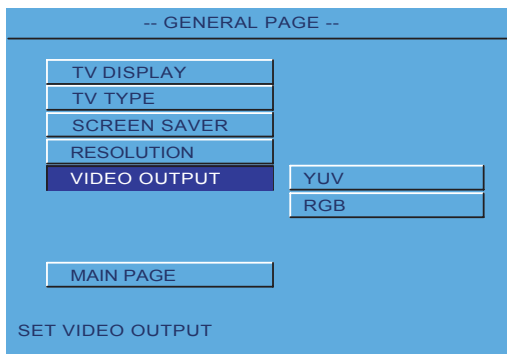 -- GENERAL PAGE --
TV DISPLAY
TV TYPE
SCREEN SAVER
RESOLUTION
VIDEO OUTPUT
YUV
RGB
MAIN PAGE
SET VIDEO OUTPUT